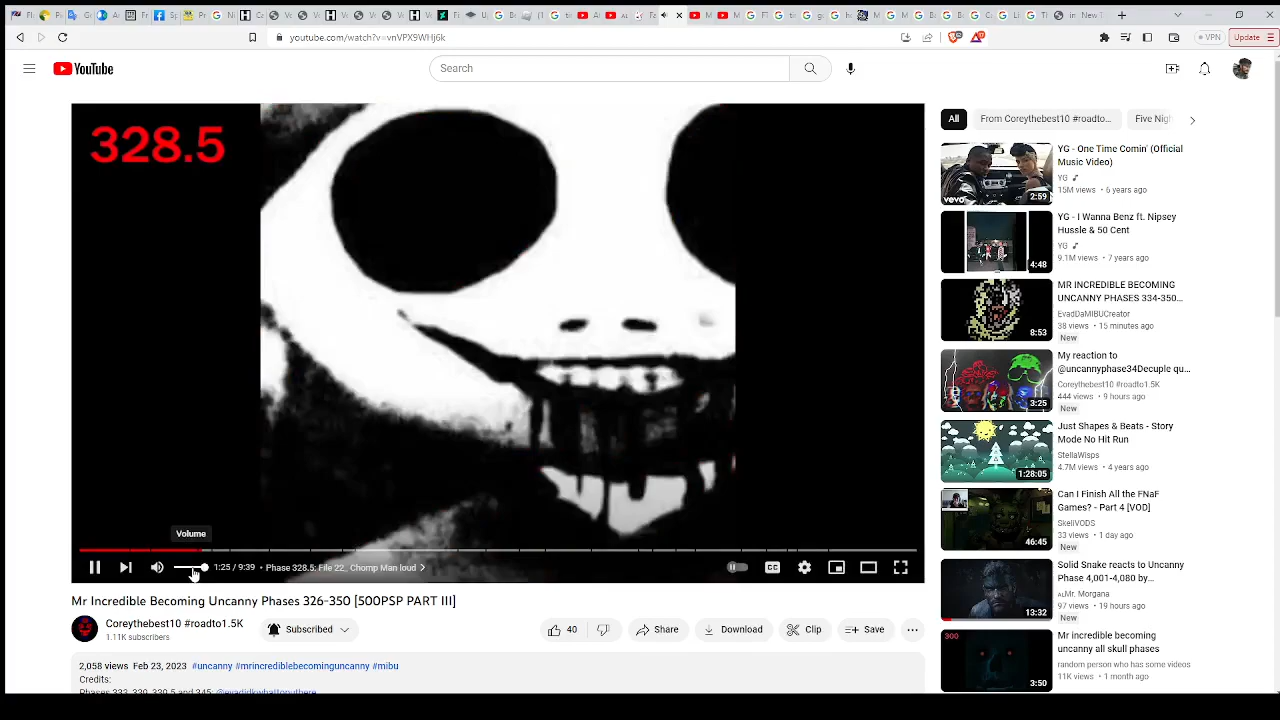 youtube.com/watch?v=vnVPX9WHj6k
VPN
Update
YouTube
Search
328.5
Volume
1:25 / 9:39 • Phase 328.5: File 22_ Chomp Man loud
CC
Mr Incredible Becoming Uncanny Phases 326-350 [500PSP PART III]
Coreythebest10 #roadto1.5K
1.11K subscribers
Subscribed
40
Share
Download
Clip
Save
2,058 views Feb 23, 2023 #uncanny #mrincrediblebecominguncanny #mibu
Credits:
All
From Coreythebest10 #roadto...
Five Nigh
YG - One Time Comin' (Official
Music Video)
YG
15M views • 6 years ago
vevo
2:59
YG - I Wanna Benz ft. Nipsey
Hussle & 50 Cent
YG
9.1M views • 7 years ago
4:48
MR INCREDIBLE BECOMING
UNCANNY PHASES 334-350...
EvadDaMIBUCreator
38 views • 15 minutes ago
New
8:53
My reaction to
@uncannyphase34Decuple qu...
Coreythebest10 #roadto1.5K
444 views • 9 hours ago
New
3:25
Just Shapes & Beats - Story
Mode No Hit Run
StellaWisps
4.7M views • 4 years ago
1:28:05
Can I Finish All the FNaF
Games? - Part 4 [VOD]
SkellVODS
33 views • 1 day ago
New
46:45
Solid Snake reacts to Uncanny
Phase 4,001-4,080 by...
Mr. Morgana
97 views • 19 hours ago
New
13:32
Mr incredible becoming
uncanny all skull phases
random person who has some videos
11K views • 1 month ago
300
3:50